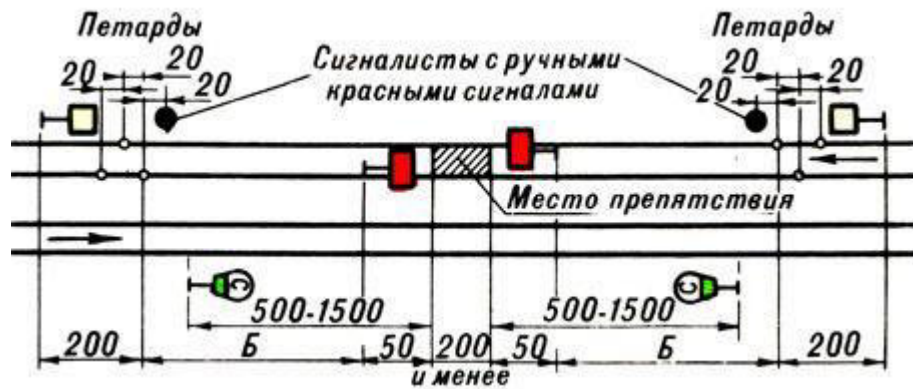 Петарды
Петарды
20
20
20
Сигналисты с ручными
красными сигналами
20
20
20
Место препятствия
С
С
500-1500
500-1500
200
Б
50
200
50
Б
200
и менее